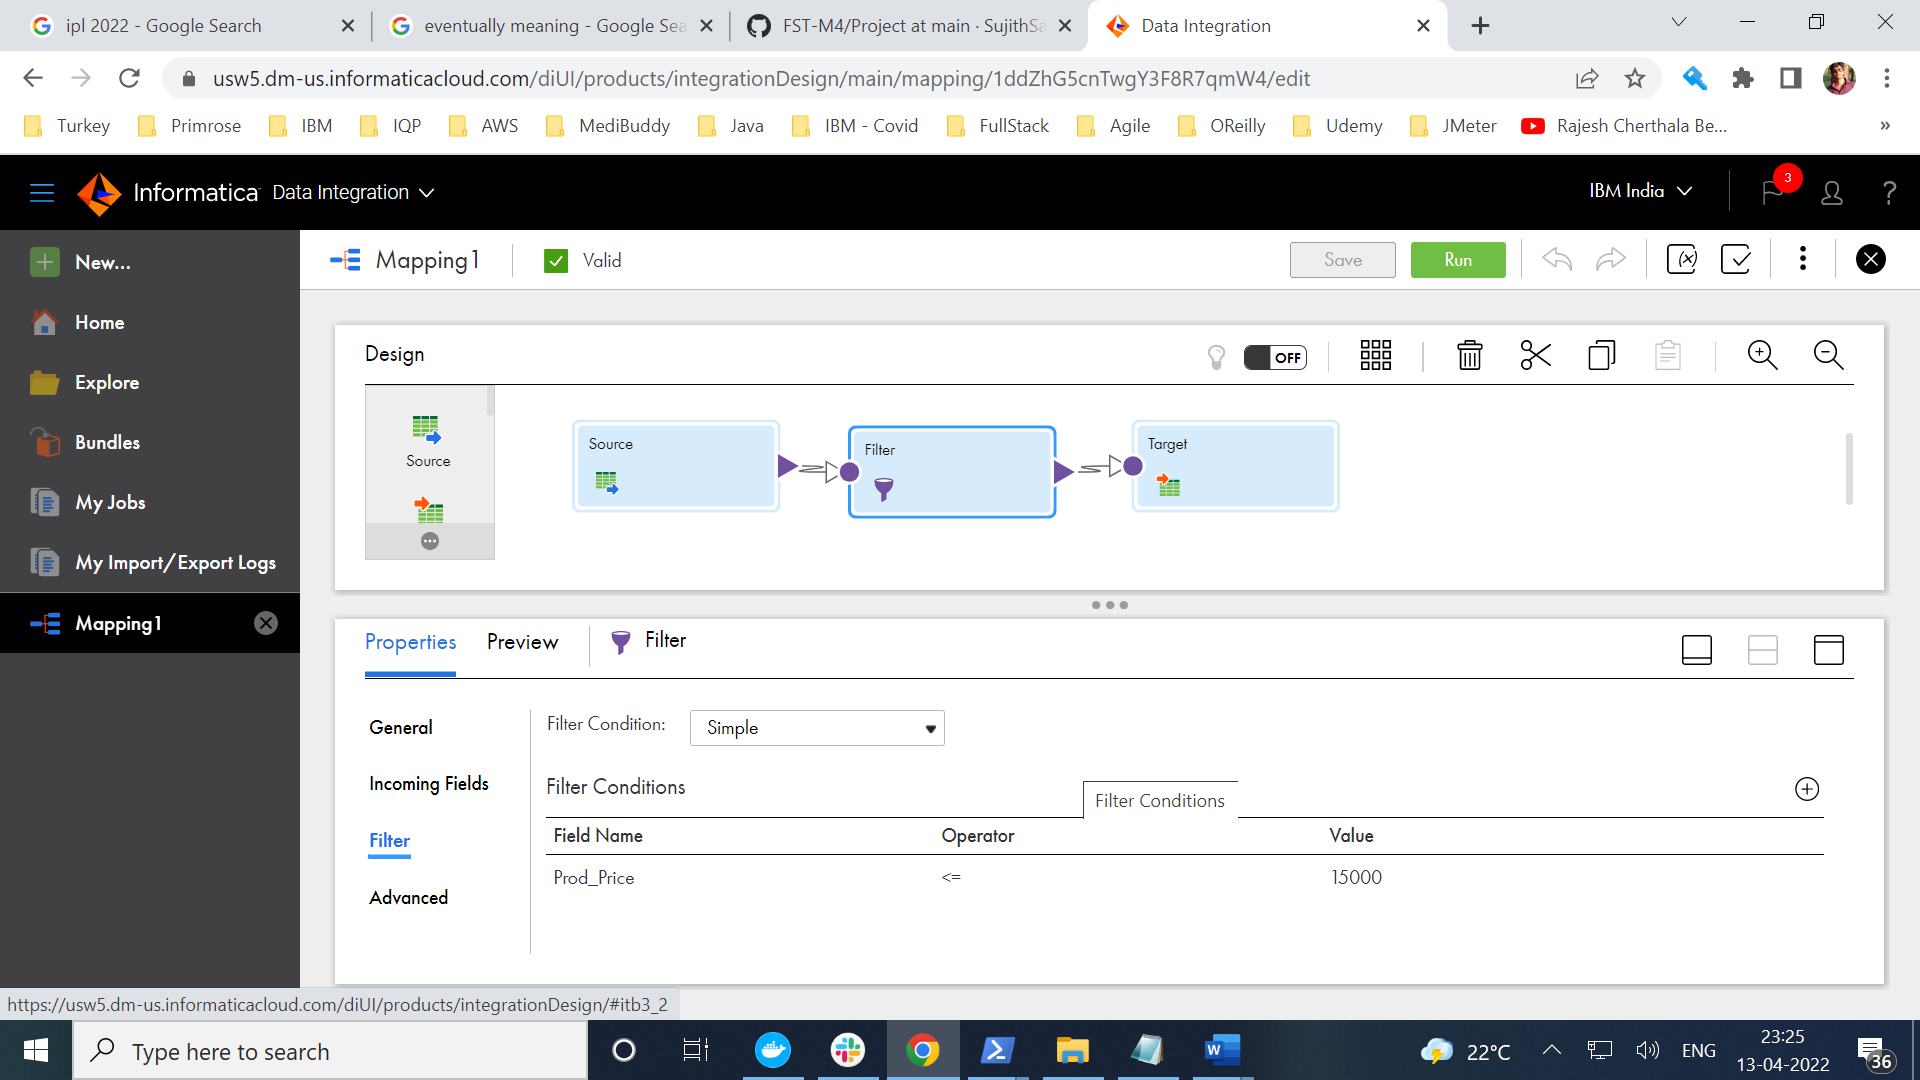 ipl 2022 - Google Search
eventually meaning - Google Sea
FST-M4/Project at main · SujithSa
Data Integration
usw5.dm-us.informaticacloud.com/diUI/products/integrationDesign/main/mapping/1ddZhG5cnTwgY3F8R7qmW4/edit
Turkey
Primrose
IBM
IQP
AWS
MediBuddy
Java
IBM - Covid
FullStack
Agile
OReilly
Udemy
JMeter
Rajesh Cherthala Be...
»
Informatica
Data Integration
IBM India
3
?
New...
Home
Explore
Bundles
My Jobs
My Import/Export Logs
Mapping1
Mapping1
Valid
Save
Run
(x)
Design
OFF
Source
Source
Filter
Target
Properties
Preview
Filter
General
Incoming Fields
Filter
Advanced
Filter Condition:
Simple
Filter Conditions
Filter Conditions
Field Name
Operator
Value
Prod_Price
<=
15000
https://usw5.dm-us.informaticacloud.com/diUI/products/integrationDesign/#itb3_2
Type here to search
22°C
ENG
23:25
13-04-2022
36